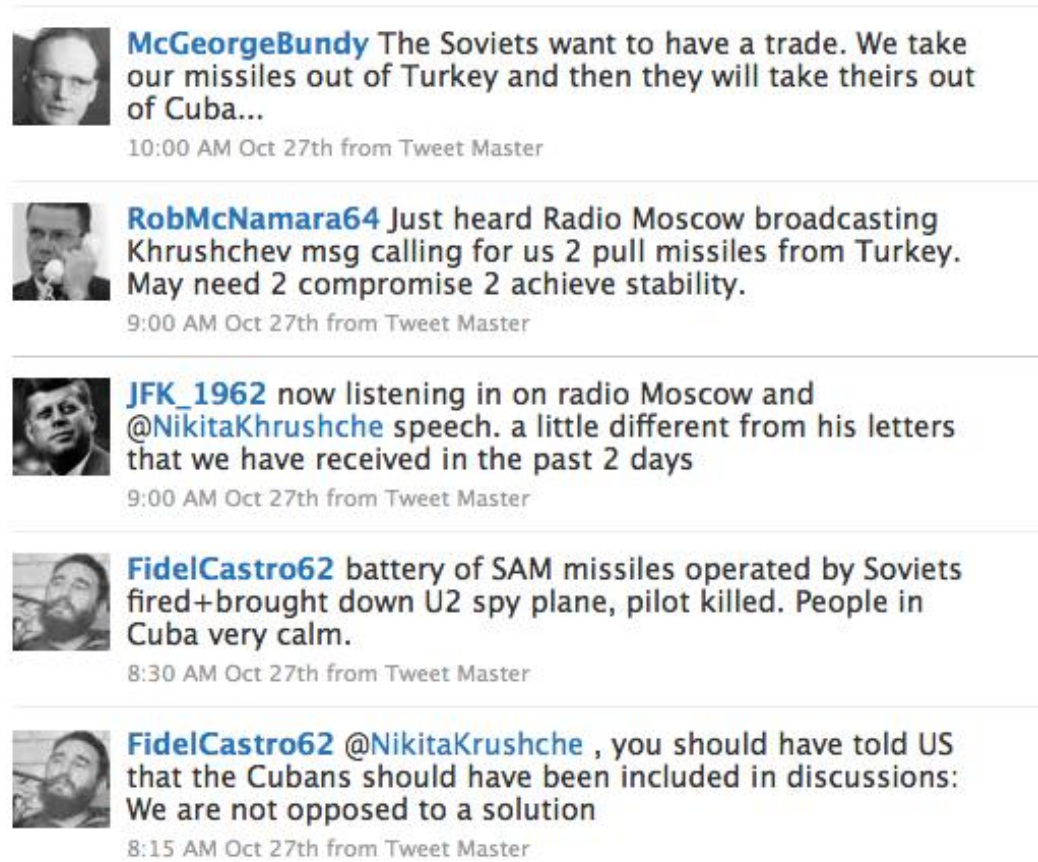 McGeorgeBundy The Soviets want to have a trade. We take
our missiles out of Turkey and then they will take theirs out
of Cuba...
10:00 AM Oct 27th from Tweet Master
RobMcNamara64 Just heard Radio Moscow broadcasting
Khrushchev msg calling for us 2 pull missiles from Turkey.
May need 2 compromise 2 achieve stability.
9:00 AM Oct 27th from Tweet Master
JFK_1962 now listening in on radio Moscow and
@NikitaKhrushche speech. a little different from his letters
that we have received in the past 2 days
9:00 AM Oct 27th from Tweet Master
FidelCastro62 battery of SAM missiles operated by Soviets
fired+brought down U2 spy plane, pilot killed. People in
Cuba very calm.
8:30 AM Oct 27th from Tweet Master
FidelCastro62 @NikitaKrushche , you should have told US
that the Cubans should have been included in discussions:
We are not opposed to a solution
8:15 AM Oct 27th from Tweet Master